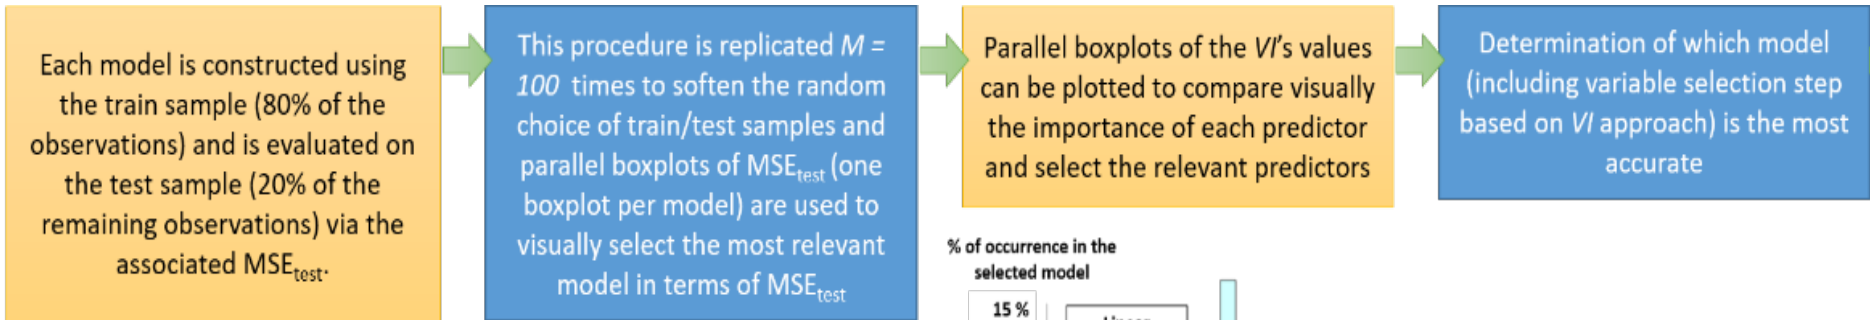 Each model is constructed using
the train sample (80% of the
observations) and is evaluated on
the test sample (20% of the
remaining observations) via the
associated MSEtest.
This procedure is replicated M =
100 times to soften the random
choice of train/test samples and
parallel boxplots of MSEtest (one
boxplot per model) are used to
visually select the most relevant
model in terms of MSEtest
Parallel boxplots of the VI's values
can be plotted to compare visually
the importance of each predictor
and select the relevant predictors
Determination of which model
(including variable selection step
based on VI approach) is the most
accurate
% of occurrence in the
selected model
15 %